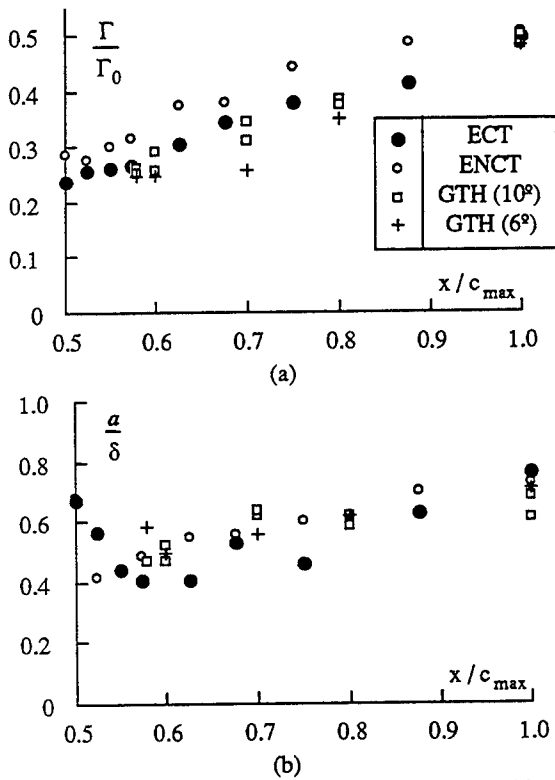 0.5
Γ
Γ0
0.4
0.3
0.2
0.1
0
● ECT
○ ENCT
□ GTH (10º)
+ GTH (6º)
x / c max
0.5 0.6 0.7 0.8 0.9 1.0
(a)
1.0
a
δ
0.8
0.6
0.4
0.2
0
x / c max
0.5 0.6 0.7 0.8 0.9 1.0
(b)